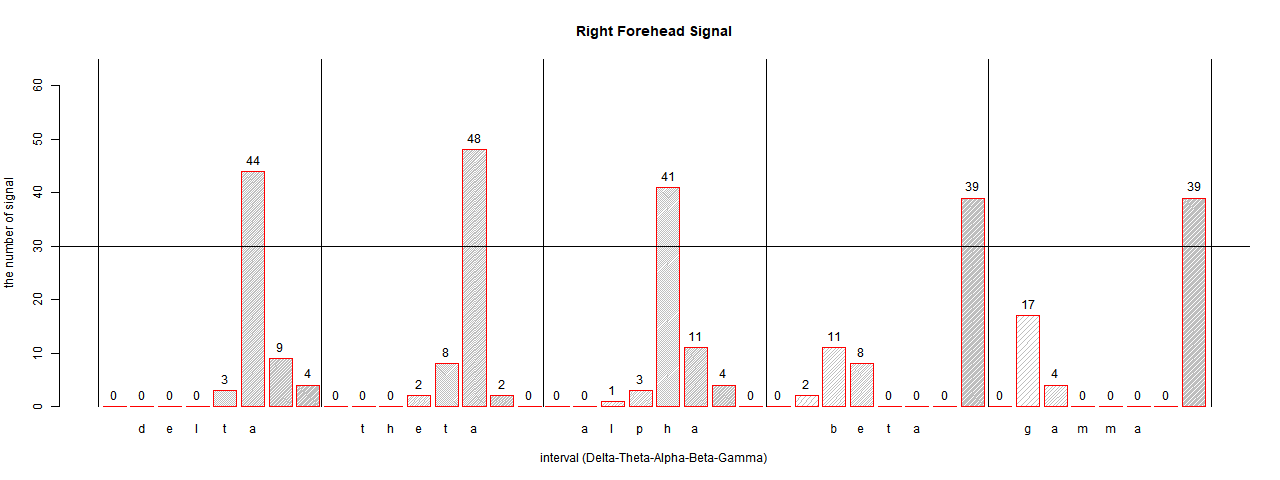 Right Forehead Signal
the number of signal
60
50
40
30
20
10
0
0 0 0 0 3 44 9 4 0 0 0 2 8 48 2 0 0 0 1 3 41 11 4 0 0 2 11 8 0 0 0 39 0 17 4 0 0 0 0 39
d e l t a t h e t a a l p h a b e t a g a m m a
interval (Delta-Theta-Alpha-Beta-Gamma)